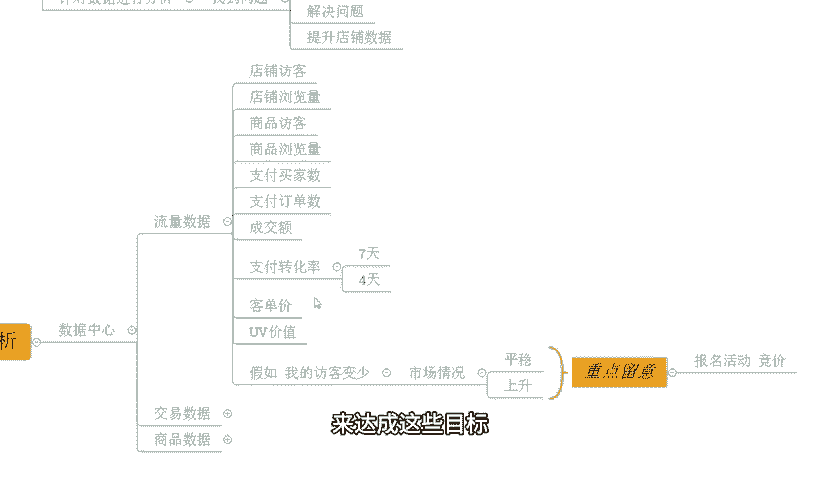 解决问题
提升店铺数据
店铺访客
店铺浏览量
商品访客
商品浏览量
支付买家数
支付订单数
流量数据
成交额
7天
支付转化率
4天
客单价
数据中心
UV价值
析
平稳
假如 我的访客变少
市场情况
重点留意
报名活动 竞价
上升
交易数据
来达成这些目标
商品数据